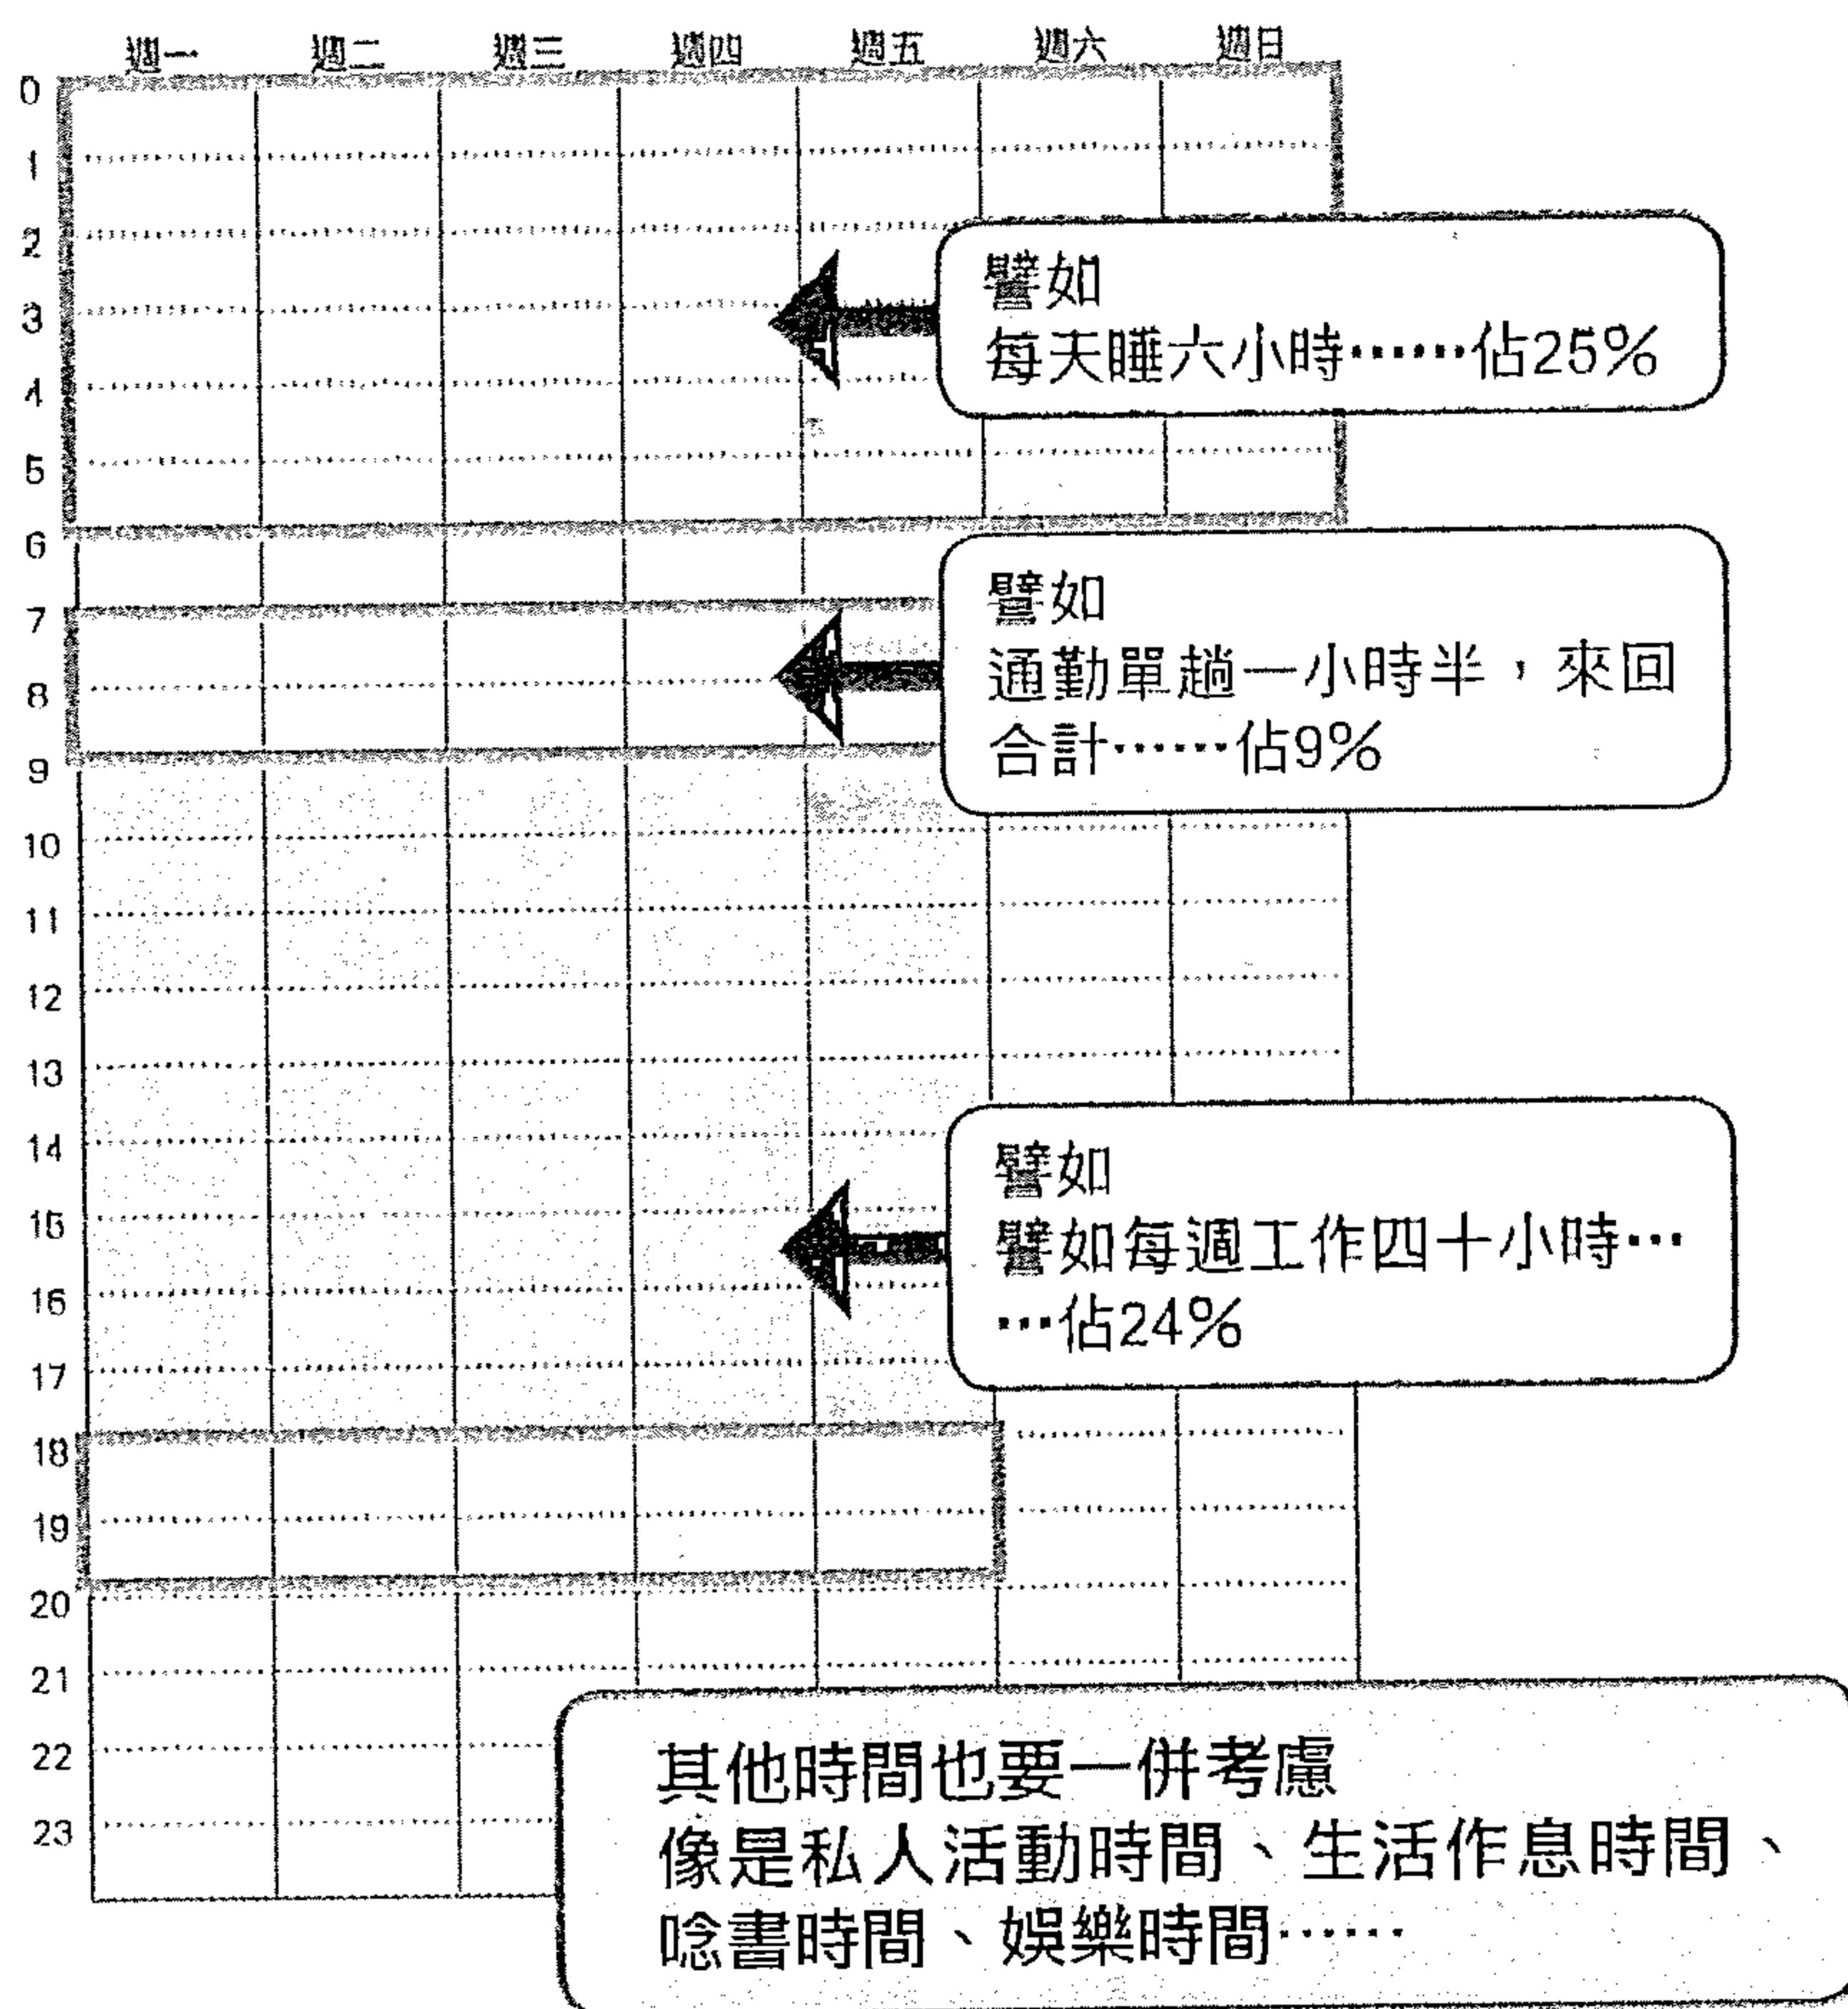 週一 週二 週三 週四 週五 週六 週日
0
1
2
3
4
5
6
7
8
9
10
11
12
13
14
15
16
17
18
19
20
21
22
23
譬如
每天睡六小時……佔25%
譬如
通勤單趟一小時半，來回
合計……佔9%
譬如
譬如每週工作四十小時…
…佔24%
其他時間也要一併考慮
像是私人活動時間、生活作息時間、
唸書時間、娛樂時間……